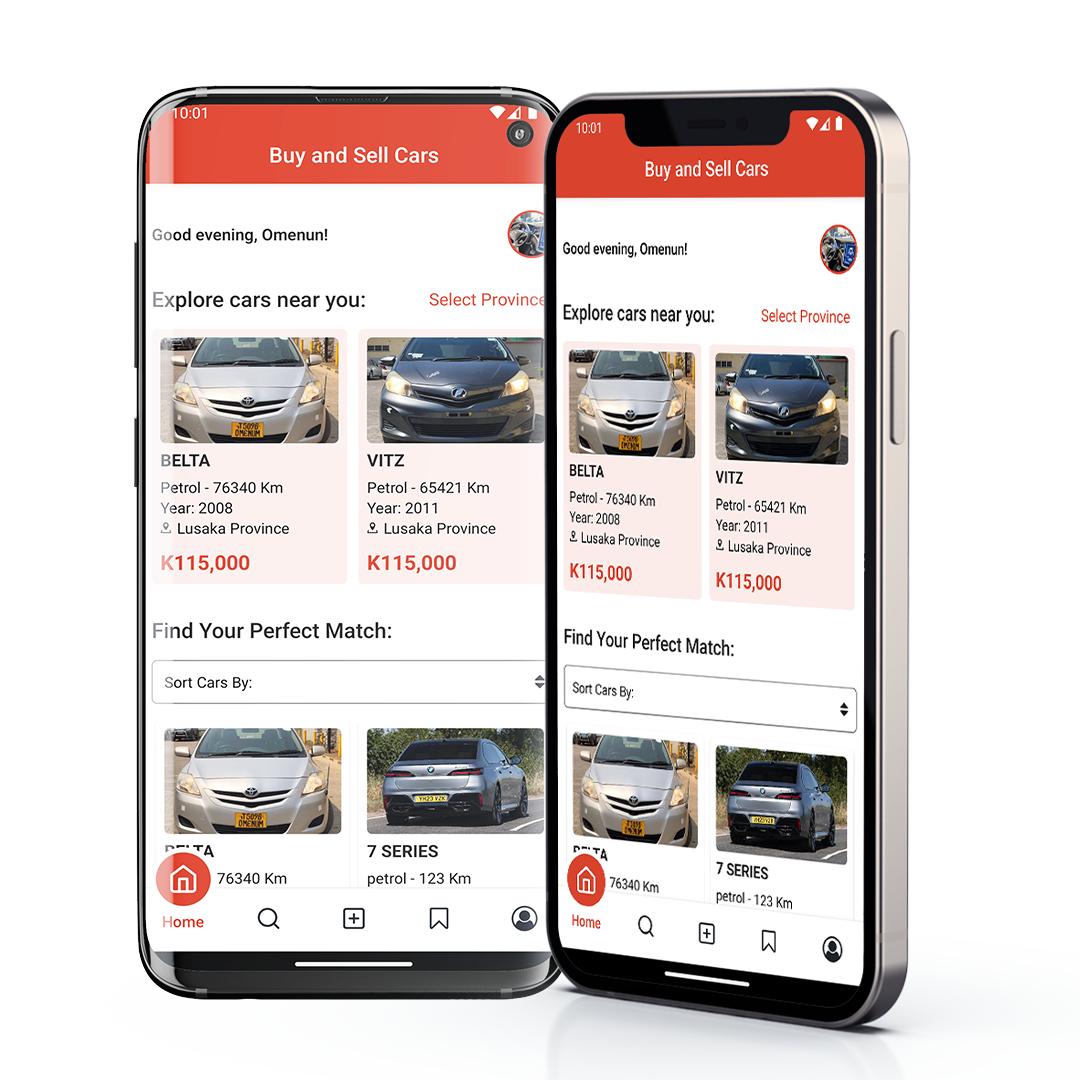 10:01
Buy and Sell Cars
Good evening, Omenun!
Explore cars near you:
Select Province
BELTA
Petrol - 76340 Km
Year: 2008
Lusaka Province
K115,000
VITZ
Petrol - 65421 Km
Year: 2011
Lusaka Province
K115,000
Find Your Perfect Match:
Sort Cars By:
OMENUM
YH23 VZK
BELTA
76340 Km
7 SERIES
petrol - 123 Km
Home
10:01
Buy and Sell Cars
Good evening, Omenun!
Explore cars near you:
Select Province
BELTA
Petrol - 76340 Km
Year: 2008
Lusaka Province
K115,000
VITZ
Petrol - 65421 Km
Year: 2011
Lusaka Province
K115,000
Find Your Perfect Match:
Sort Cars By:
BELTA
76340 Km
7 SERIES
petrol - 123 Km
Home